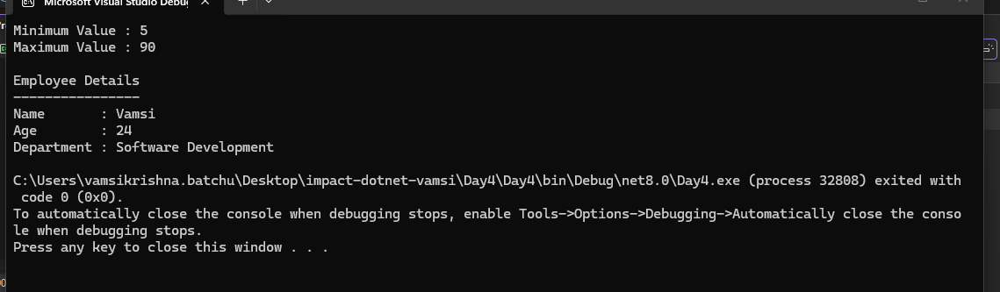 Microsoft Visual Studio Debug
Minimum Value : 5
Maximum Value : 90
Employee Details
----------------
Name       : Vamsi
Age        : 24
Department : Software Development
C:\Users\vamsikrishna.batchu\Desktop\impact-dotnet-vamsi\Day4\Day4\bin\Debug\net8.0\Day4.exe (process 32808) exited with
 code 0 (0x0).
To automatically close the console when debugging stops, enable Tools->Options->Debugging->Automatically close the conso
le when debugging stops.
Press any key to close this window . . .